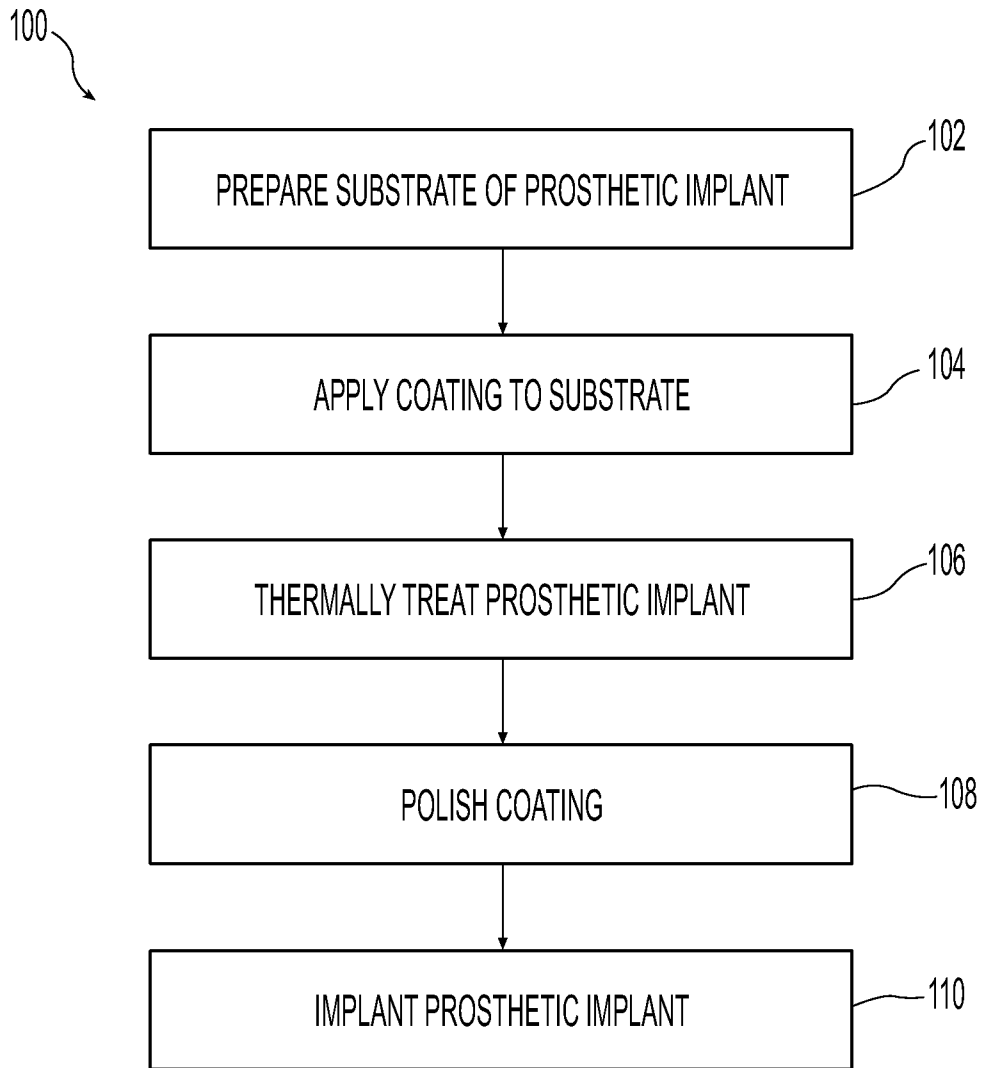 100
102
PREPARE SUBSTRATE OF PROSTHETIC IMPLANT
104
APPLY COATING TO SUBSTRATE
106
THERMALLY TREAT PROSTHETIC IMPLANT
108
POLISH COATING
110
IMPLANT PROSTHETIC IMPLANT